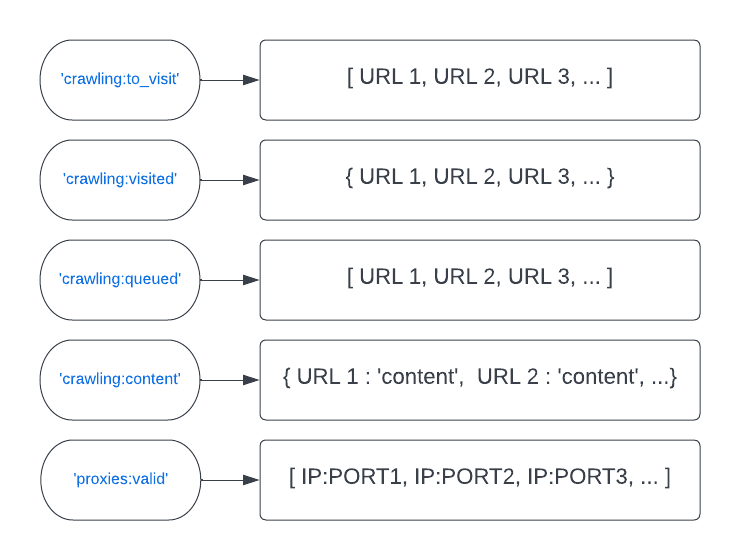 'crawling:to_visit'
[ URL 1, URL 2, URL 3, ... ]
'crawling:visited'
{ URL 1, URL 2, URL 3, ... }
'crawling:queued'
[ URL 1, URL 2, URL 3, ... ]
'crawling:content'
{ URL 1 : 'content',  URL 2 : 'content', ...}
'proxies:valid'
[ IP:PORT1, IP:PORT2, IP:PORT3, ... ]